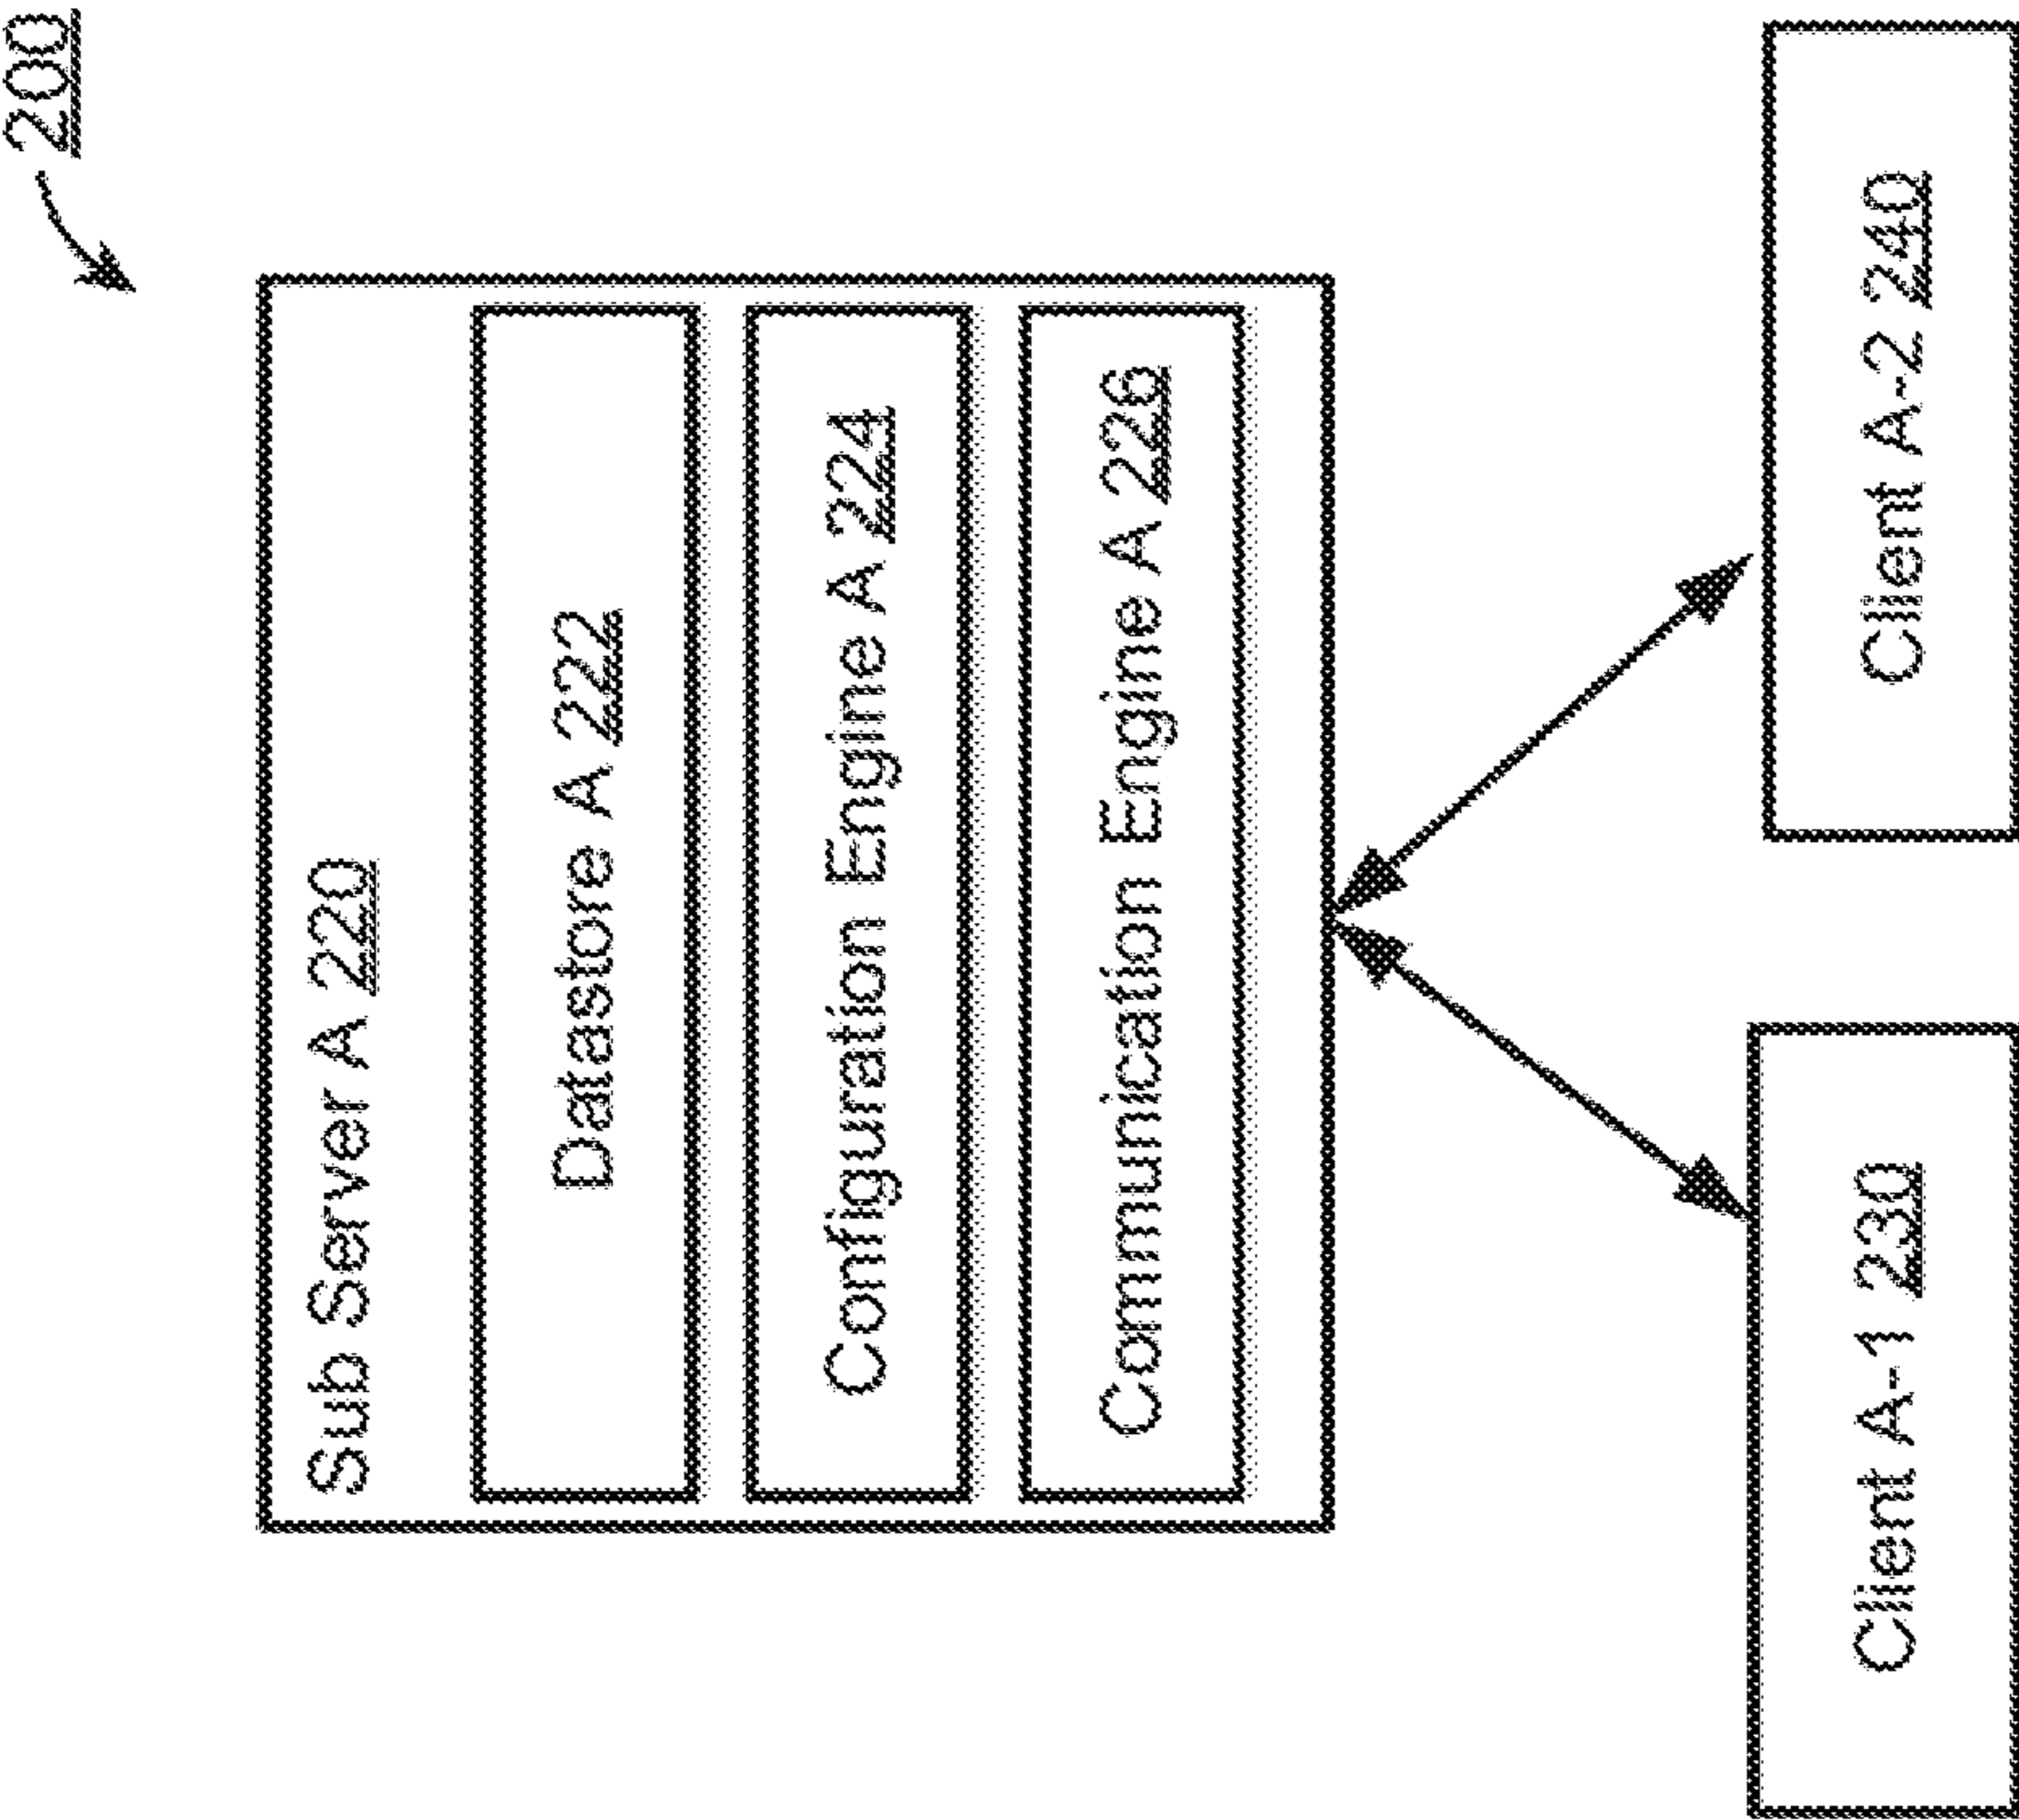 200
Sub Server A 220
Datastore A 222
Configuration Engine A 224
Communication Engine A 226
Client A-1 230
Client A-2 240